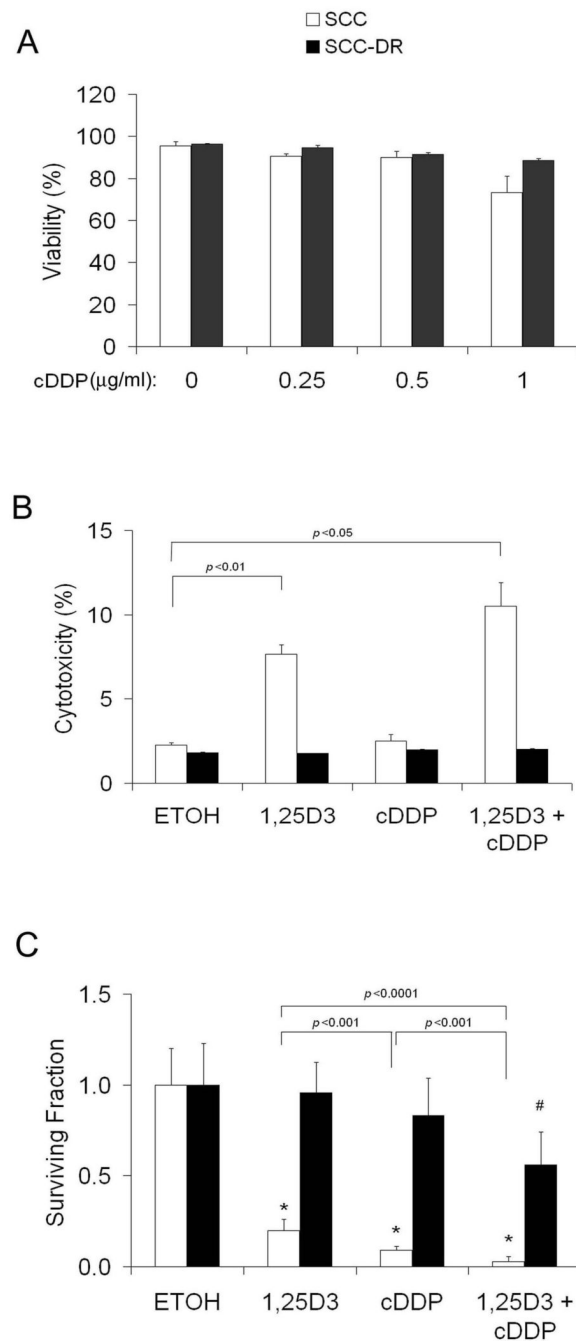 A
SCC
SCC-DR
120
100
80
60
40
20
0
Viability (%)
cDDP(μg/ml): 0 0.25 0.5 1
B
15
10
5
0
Cytotoxicity (%)
p<0.05
p<0.01
ETOH 1,25D3 cDDP 1,25D3 +
cDDP
C
1.5
1.0
0.5
0.0
Surviving Fraction
p<0.0001
p<0.001 p<0.001
#
* * *
ETOH 1,25D3 cDDP 1,25D3 +
cDDP